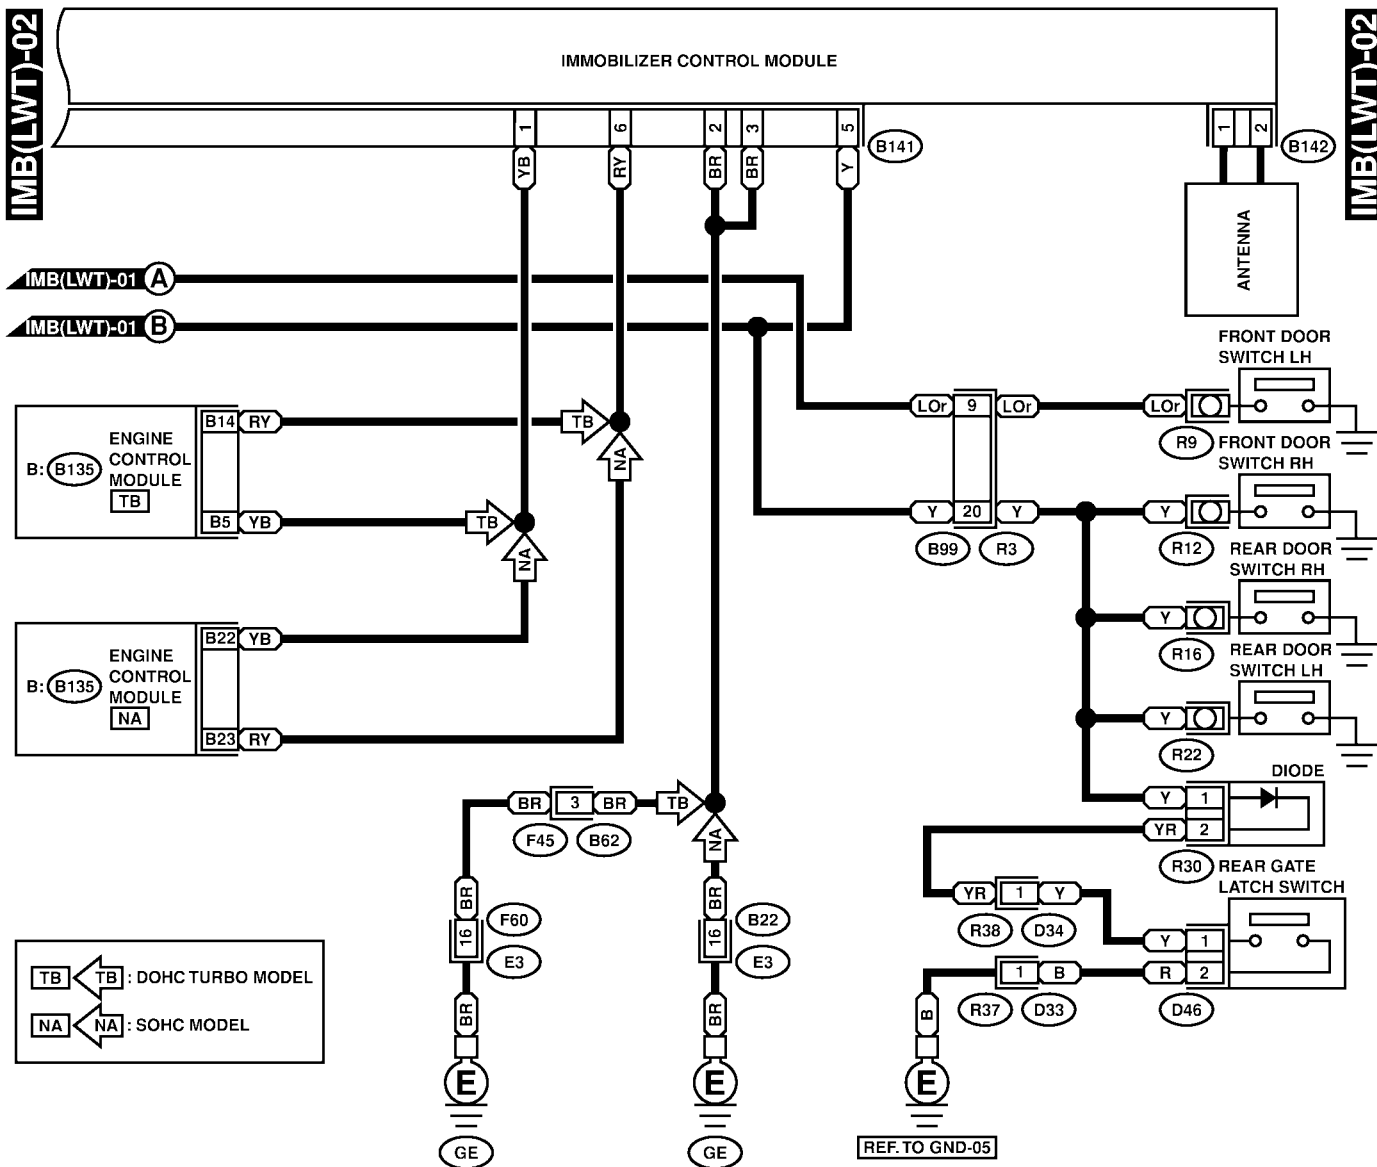 IMB(LWT)-02
IMB(LWT)-02
IMMOBILIZER CONTROL MODULE
1
6
2
3
5
B141
1
2
B142
YB
RY
BR
BR
Y
ANTENNA
IMB(LWT)-01 A
IMB(LWT)-01 B
FRONT DOOR
SWITCH LH
LOr 9 LOr
LOr
R9
B14 RY
TB
NA
B: B135
ENGINE
CONTROL
MODULE
TB
B5 YB
TB
NA
FRONT DOOR
SWITCH RH
Y 20 Y
Y
B99 R3
R12
REAR DOOR
SWITCH RH
Y
R16
B22 YB
B: B135
ENGINE
CONTROL
MODULE
NA
B23 RY
REAR DOOR
SWITCH LH
Y
R22
DIODE
Y 1
YR 2
R30
BR 3 BR
TB
F45 B62
NA
REAR GATE
LATCH SWITCH
YR 1 Y
R38 D34
Y 1
R 2
D46
1 B
R37 D33
B
BR
16
F60
E3
BR
BR
16
B22
E3
BR
TB TB : DOHC TURBO MODEL
NA NA : SOHC MODEL
E
E
E
GE
GE
REF. TO GND-05